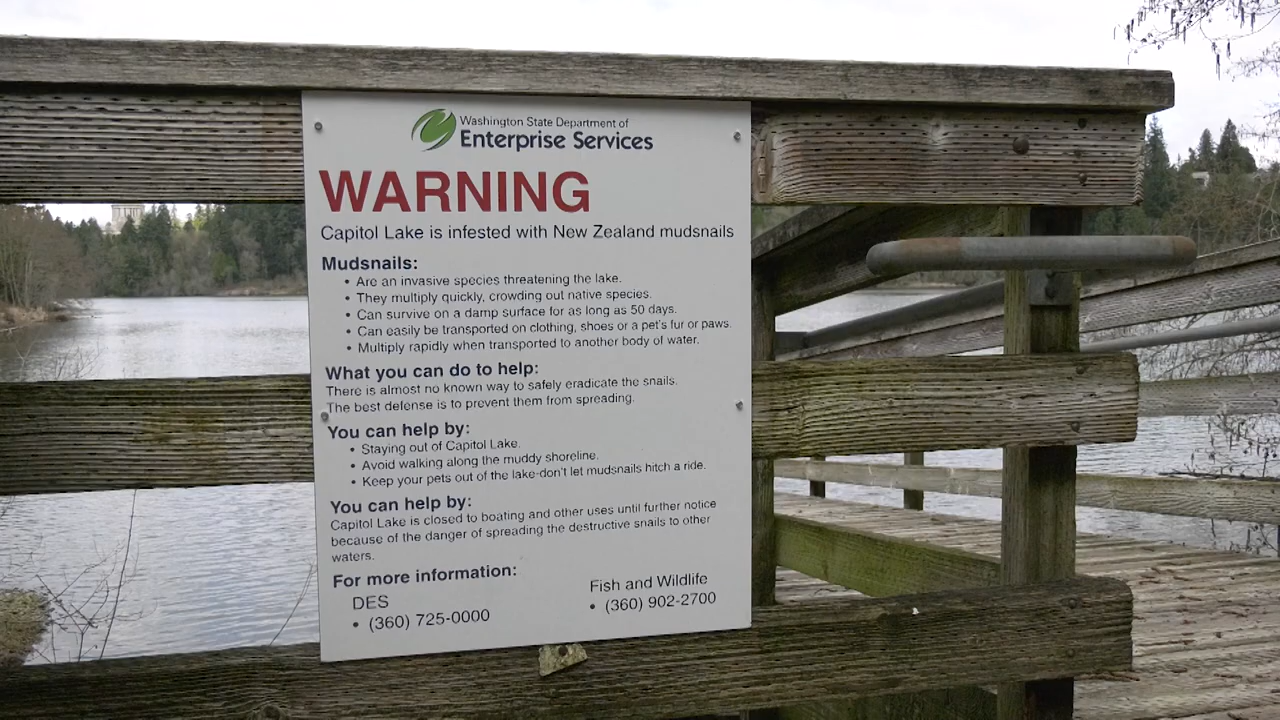 Washington State Department of
Enterprise Services
WARNING
Capitol Lake is infested with New Zealand mudsnails
Mudsnails:
• Are an invasive species threatening the lake.
• They multiply quickly, crowding out native species.
• Can survive on a damp surface for as long as 50 days.
• Can easily be transported on clothing, shoes or a pet's fur or paws.
• Multiply rapidly when transported to another body of water.
What you can do to help:
There is almost no known way to safely eradicate the snails.
The best defense is to prevent them from spreading.
You can help by:
• Staying out of Capitol Lake.
• Avoid walking along the muddy shoreline.
• Keep your pets out of the lake-don't let mudsnails hitch a ride.
You can help by:
Capitol Lake is closed to boating and other uses until further notice
because of the danger of spreading the destructive snails to other
waters.
For more information:
DES
• (360) 725-0000
Fish and Wildlife
• (360) 902-2700